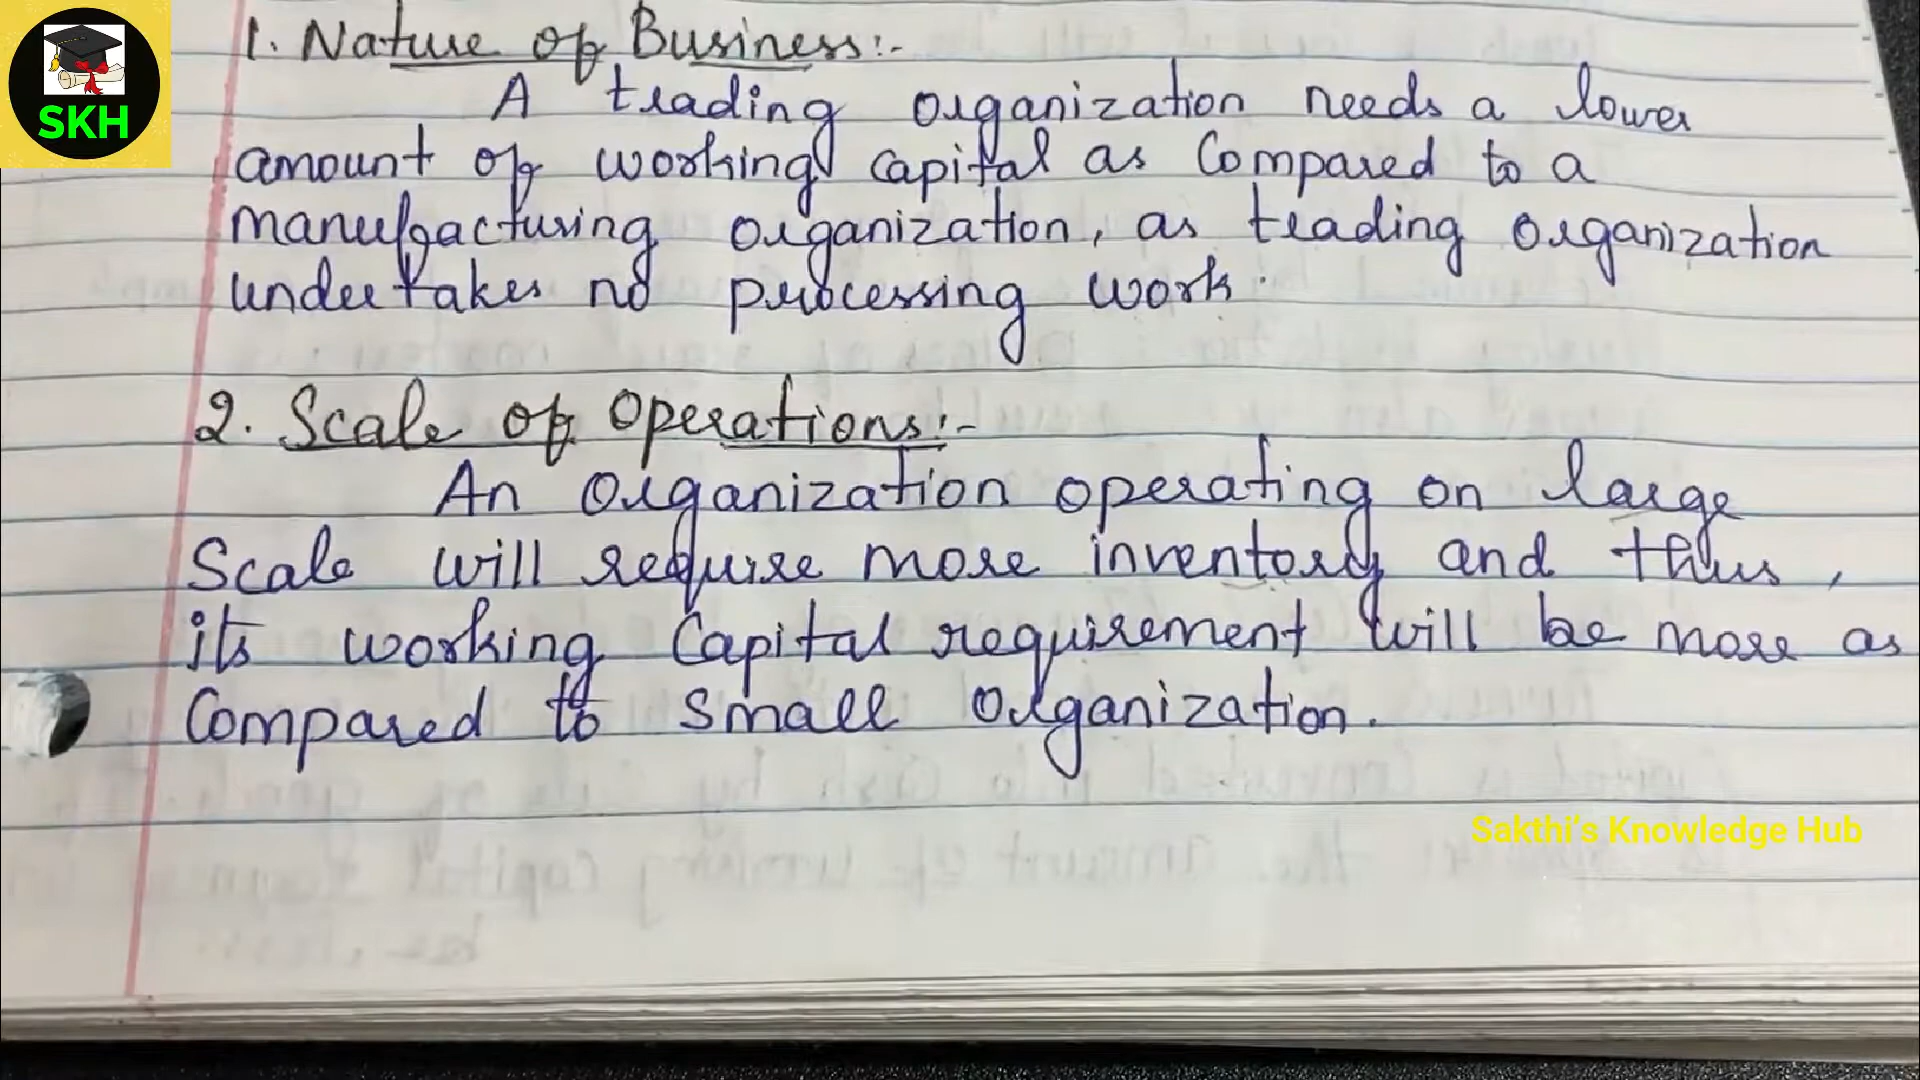 SKH
1. Nature of Business:-
A trading organization needs a lower
amount of working capital as Compared to a
manufacturing organization, as trading organization
undertakes no processing work.
2. Scale of Operations:-
An Organization operating on large
Scale will require more inventory and thus,
its working Capital requirement will be more as
Compared to small Organization.
Sakthi's Knowledge Hub